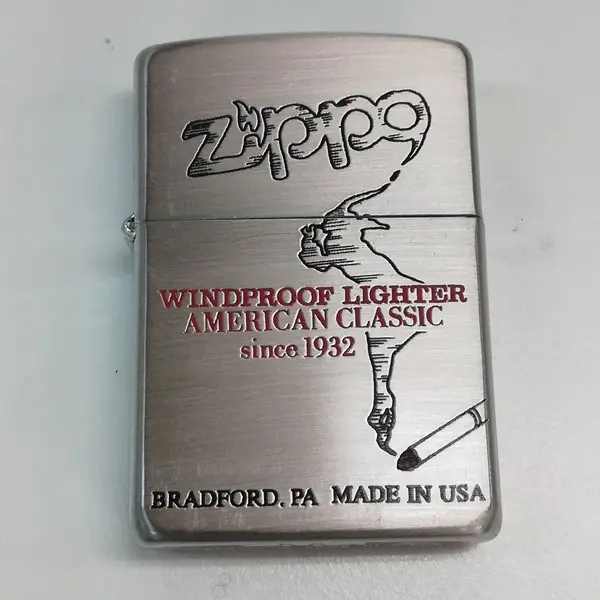 Zippo
WINDPROOF LIGHTER
AMERICAN CLASSIC
since 1932
BRADFORD. PA MADE IN USA